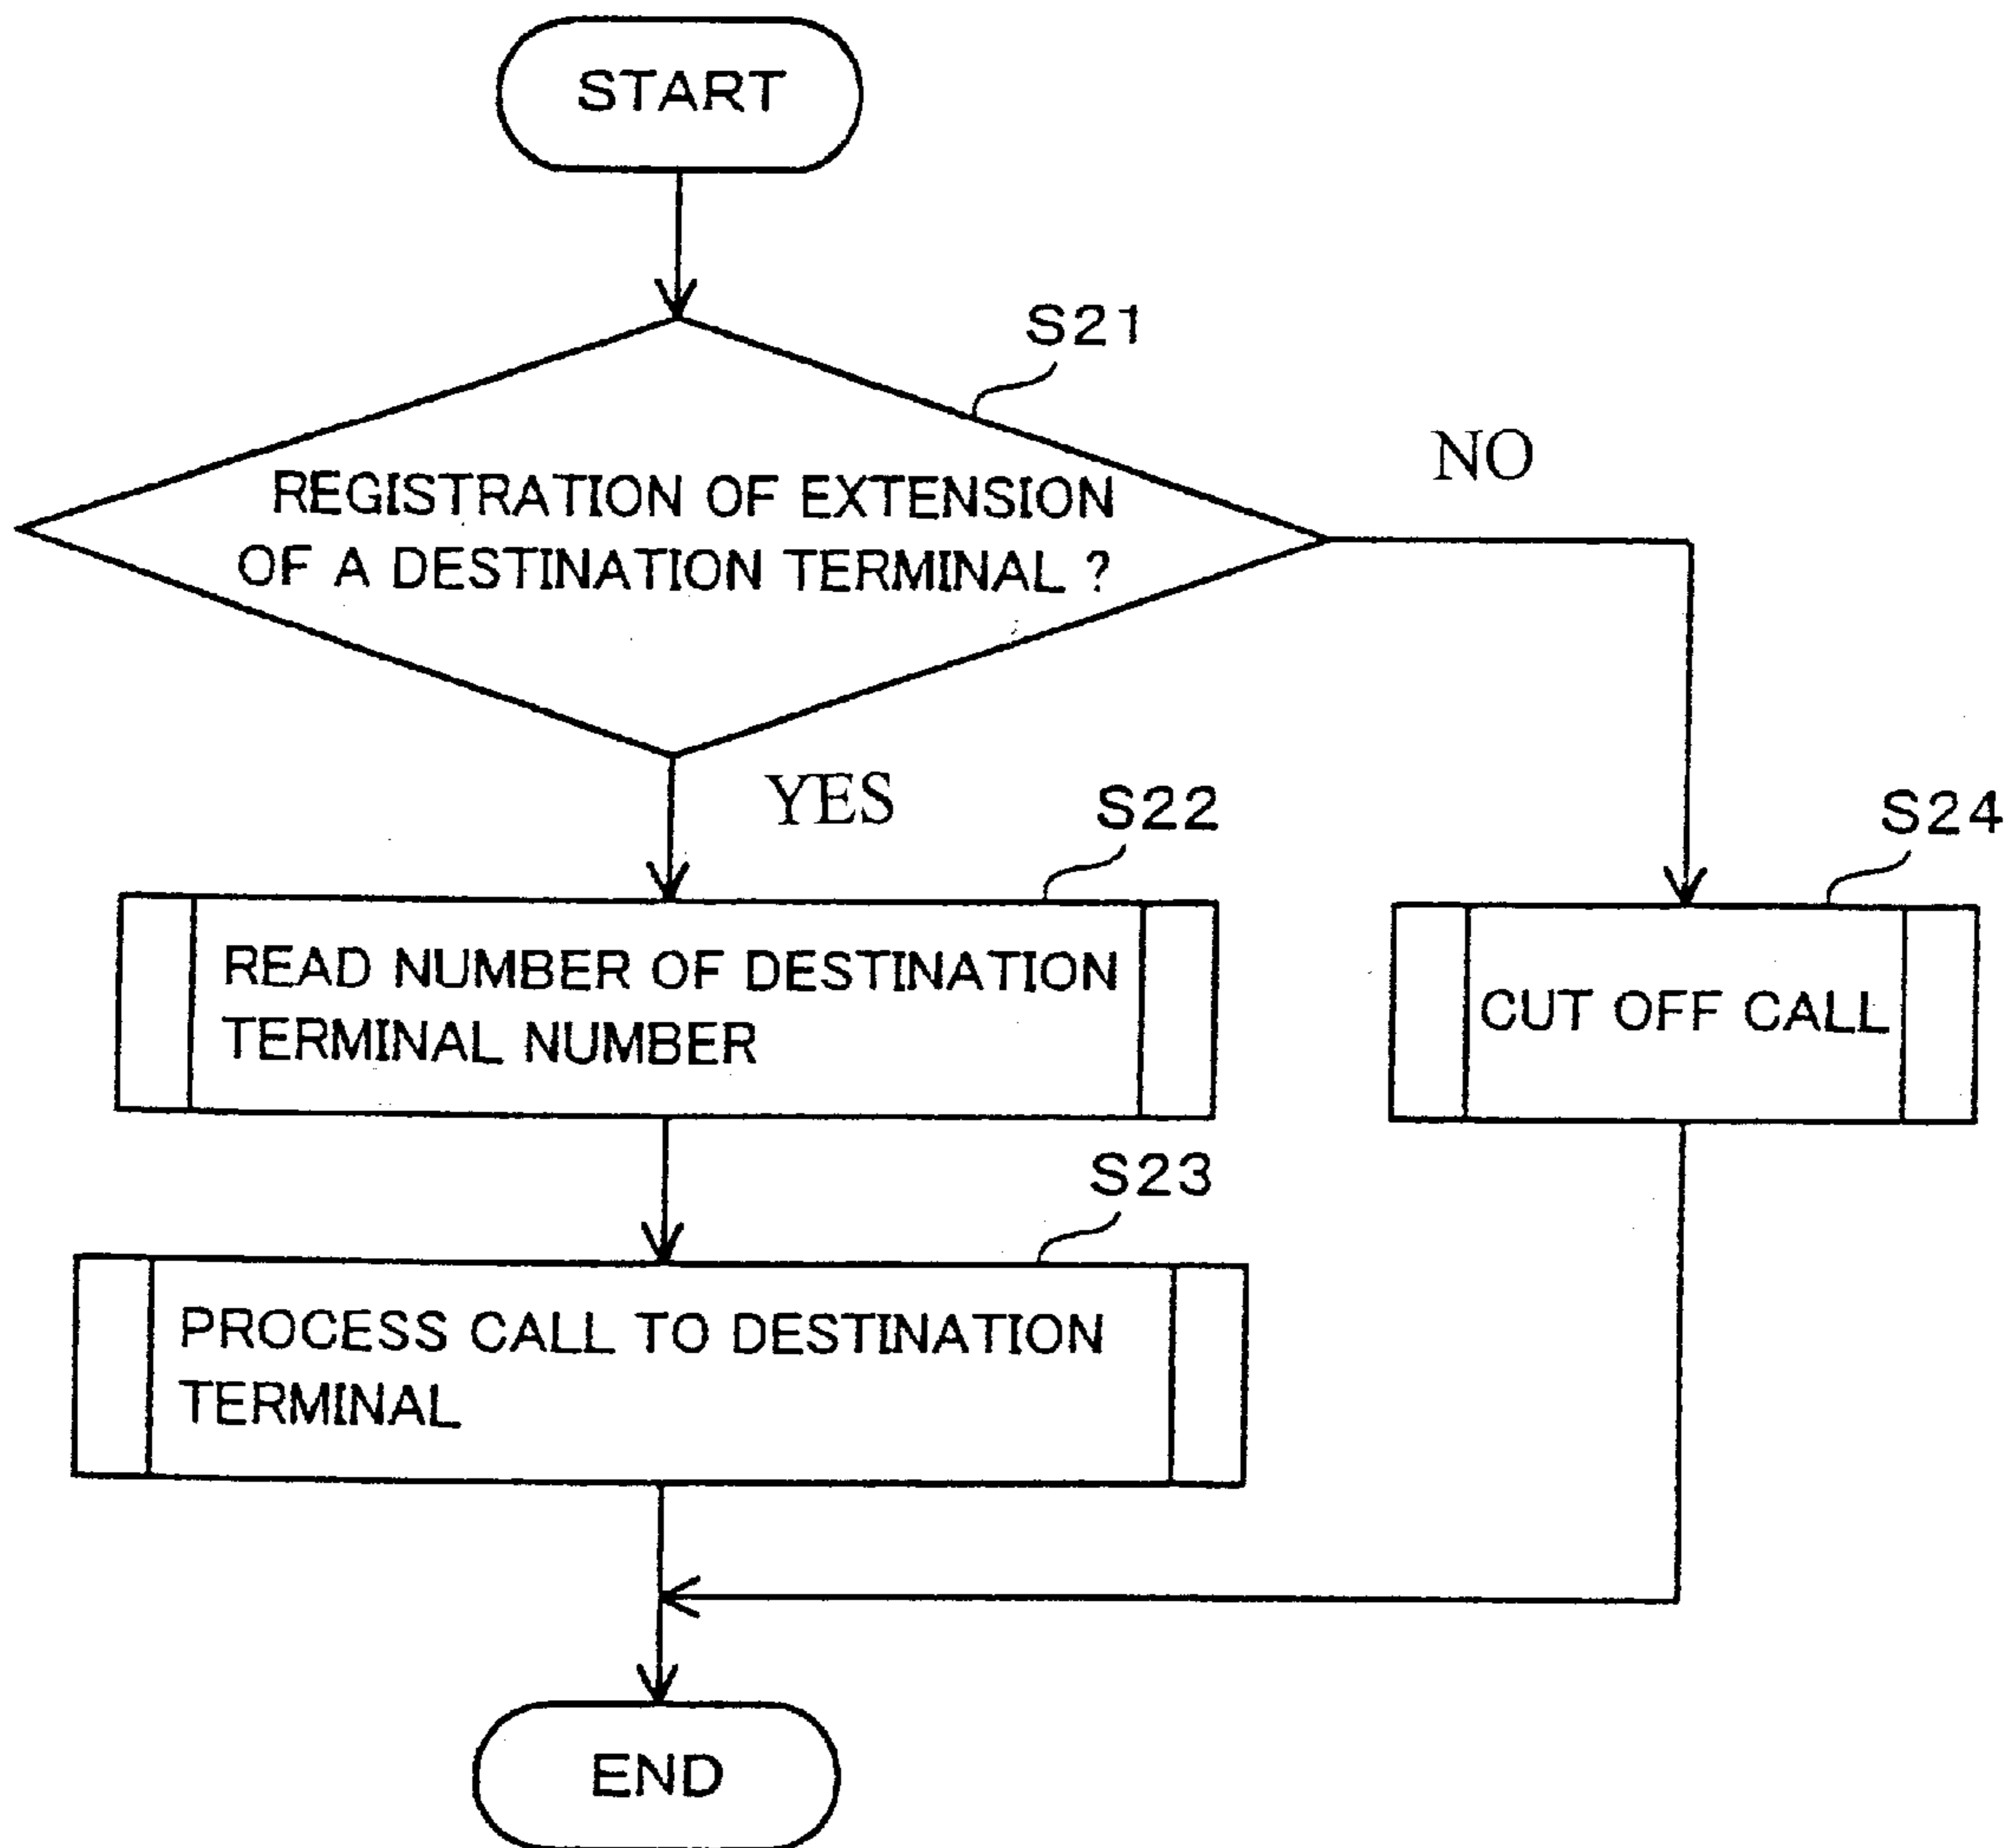 START
S21
NO
REGISTRATION OF EXTENSION
OF A DESTINATION TERMINAL ?
YES
S22
S24
READ NUMBER OF DESTINATION
TERMINAL NUMBER
CUT OFF CALL
S23
PROCESS CALL TO DESTINATION
TERMINAL
END